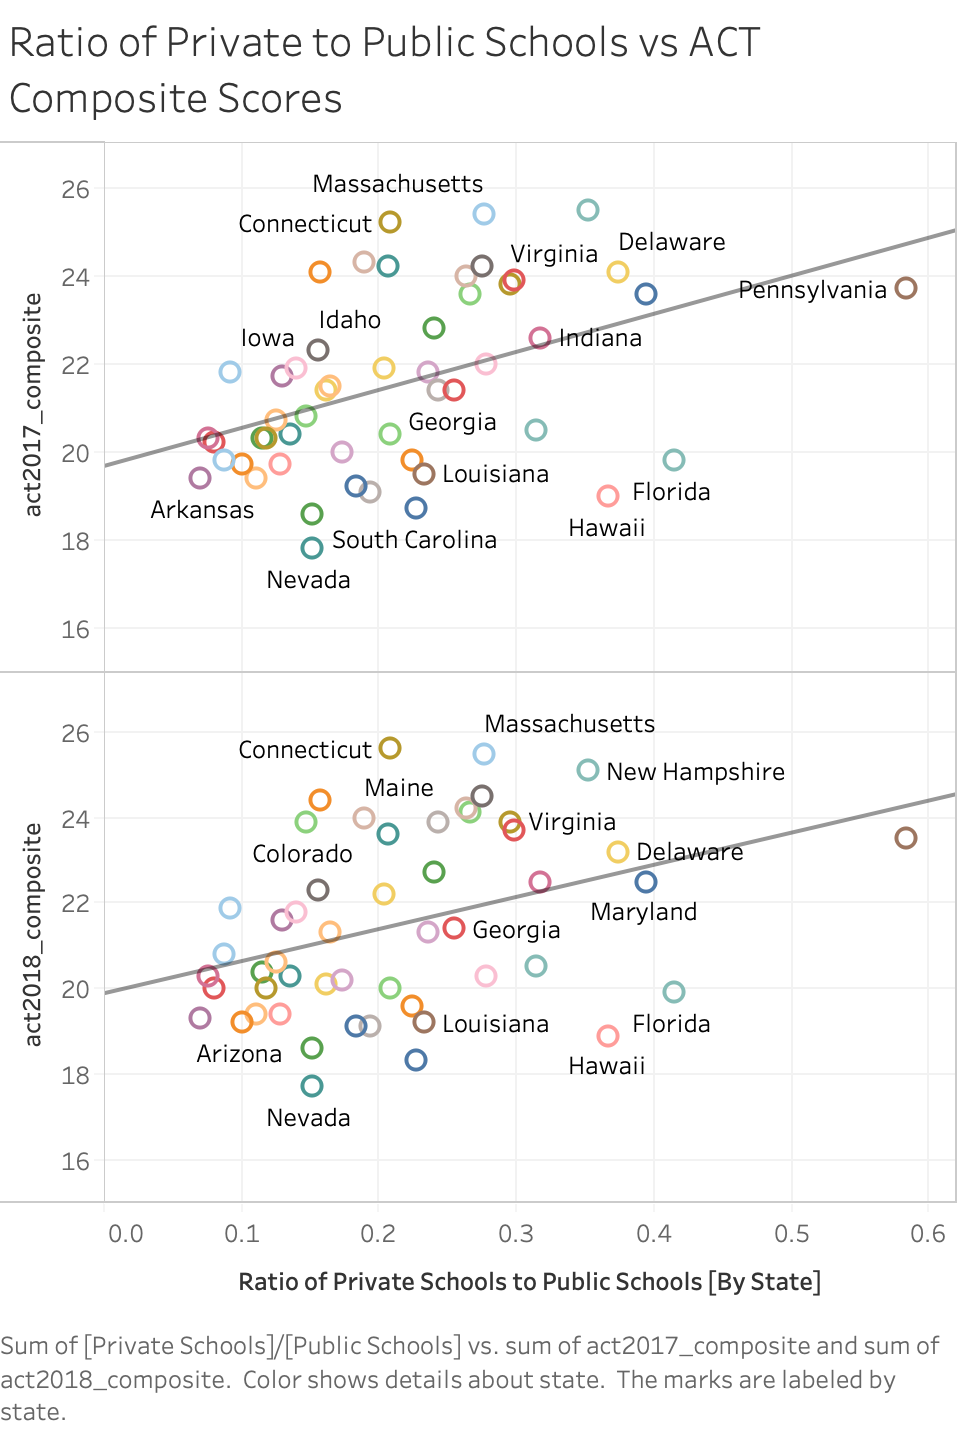 Ratio of Private to Public Schools vs ACT
Composite Scores
act2017_composite
26
24
22
20
18
16
Massachusetts
Connecticut
Virginia
Delaware
Pennsylvania
Idaho
Iowa
Indiana
Georgia
Louisiana
Florida
Arkansas
Hawaii
South Carolina
Nevada
act2018_composite
26
24
22
20
18
16
Massachusetts
Connecticut
New Hampshire
Maine
Virginia
Colorado
Delaware
Maryland
Georgia
Louisiana
Florida
Arizona
Hawaii
Nevada
0.0 0.1 0.2 0.3 0.4 0.5 0.6
Ratio of Private Schools to Public Schools [By State]
Sum of [Private Schools]/[Public Schools] vs. sum of act2017_composite and sum of
act2018_composite. Color shows details about state. The marks are labeled by
state.